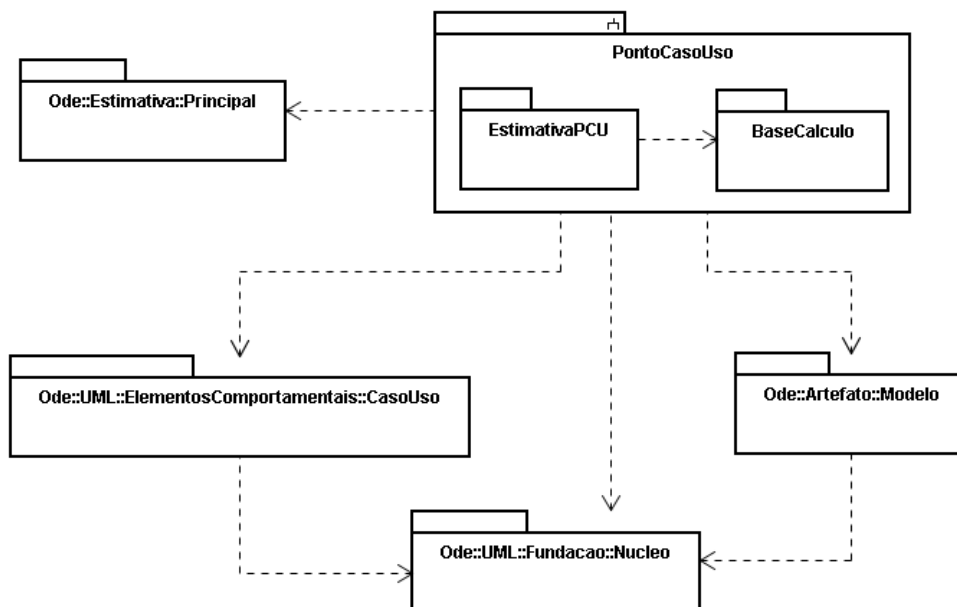 PontoCasoUso
Ode::Estimativa::Principal
EstimativaPCU
BaseCalculo
Ode::UML::ElementosComportamentais::CasoUso
Ode::Artefato::Modelo
Ode::UML::Fundacao::Nucleo